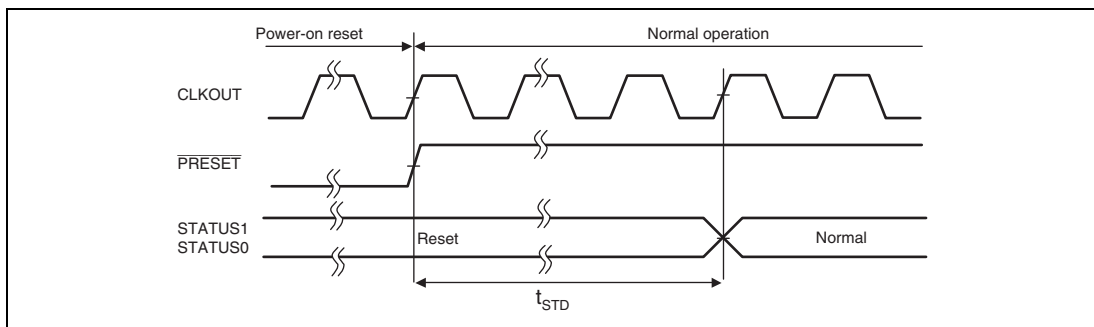 Power-on reset
Normal operation
CLKOUT
PRESET
STATUS1
STATUS0
Reset
Normal
tSTD